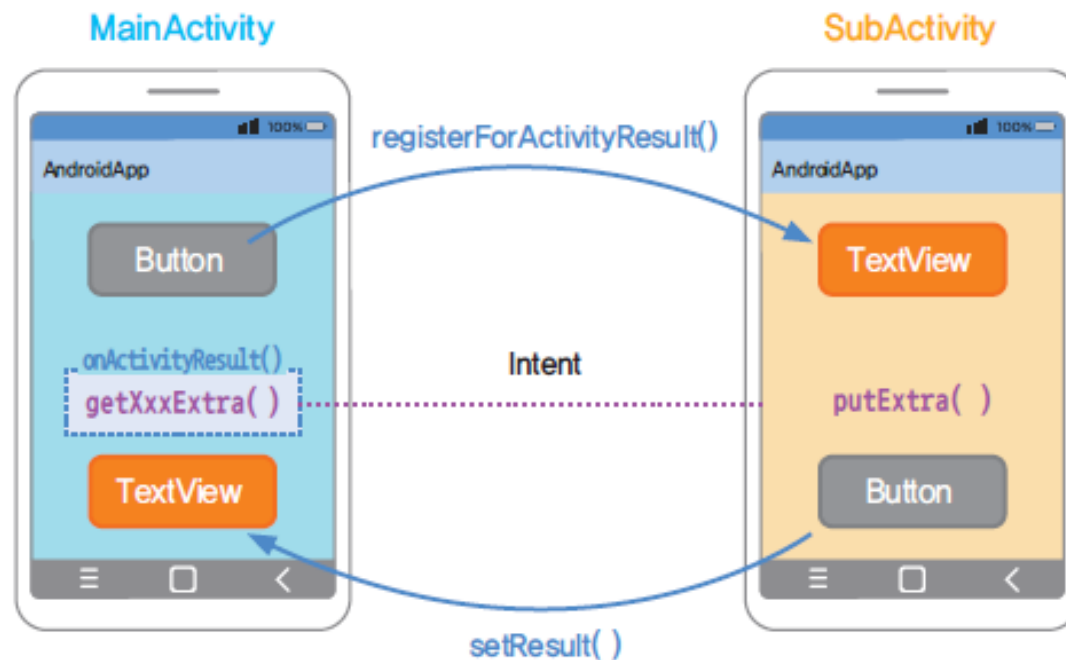 MainActivity
SubActivity
100%
100%
registerForActivityResult()
AndroidApp
AndroidApp
Button
TextView
onActivityResult()
Intent
getXxxExtra( )
putExtra( )
TextView
Button
setResult( )